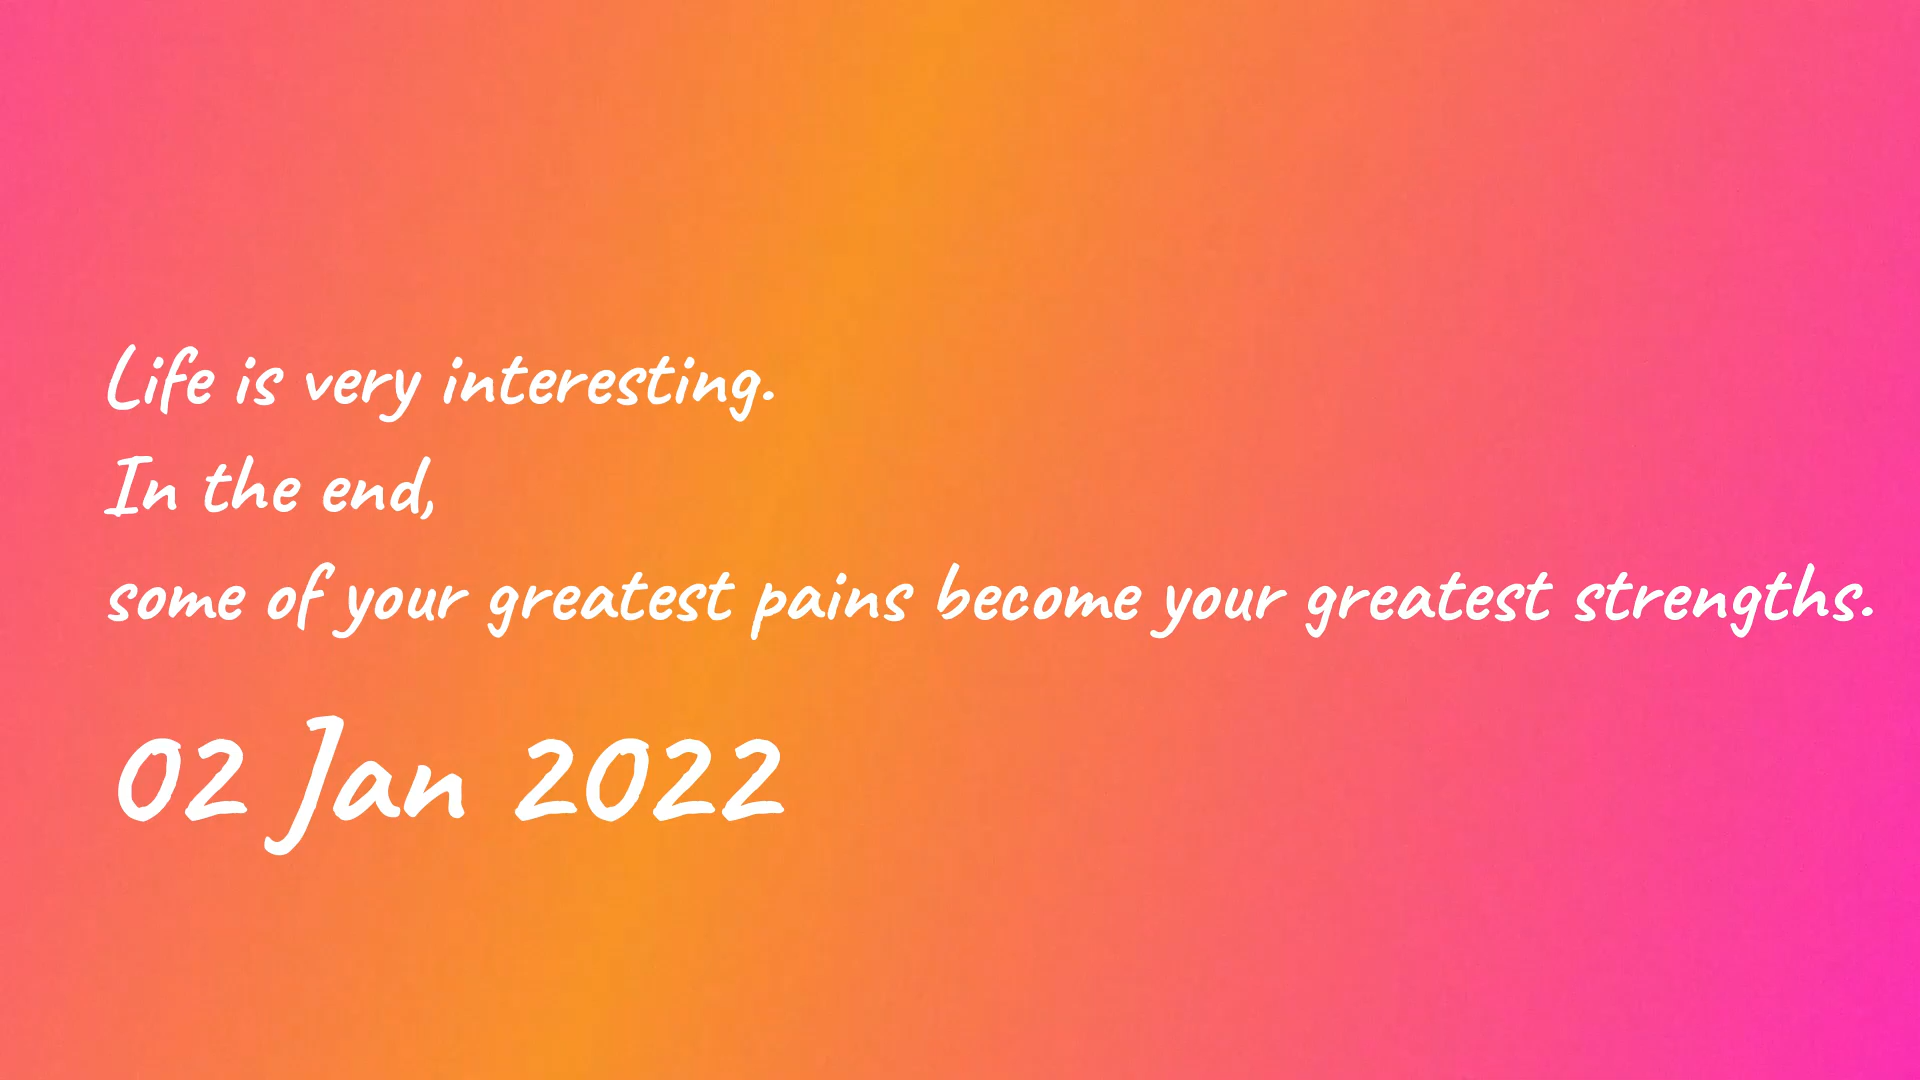 Life is very interesting.
In the end,
some of your greatest pains become your greatest strengths.
02 Jan 2022